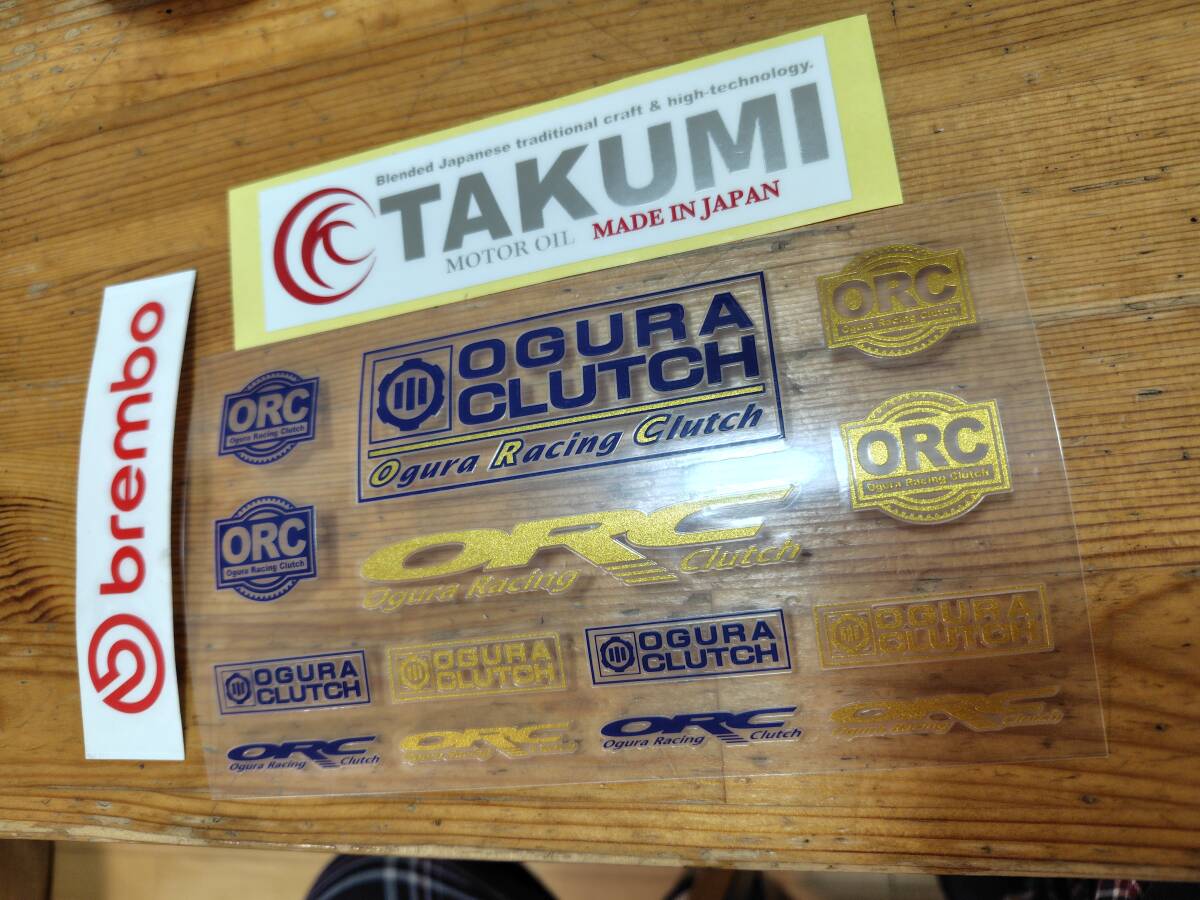 Blended Japanese traditional craft & high-technology.
TAKUMI
MOTOR OIL MADE IN JAPAN
brembo
OGURA
CLUTCH
Ogura Racing Clutch
ORC
Ogura Racing Clutch
ORC
Ogura Racing Clutch
ORC
Ogura Racing Clutch
ORC
Ogura Racing Clutch
ORC
Ogura Racing Clutch
OGURA
CLUTCH
OGURA
CLUTCH
OGURA
CLUTCH
OGURA
CLUTCH
ORC
Ogura Racing Clutch
ORC
Clutch
ORC
Ogura Racing Clutch
ORC
Ogura Racing Clutch